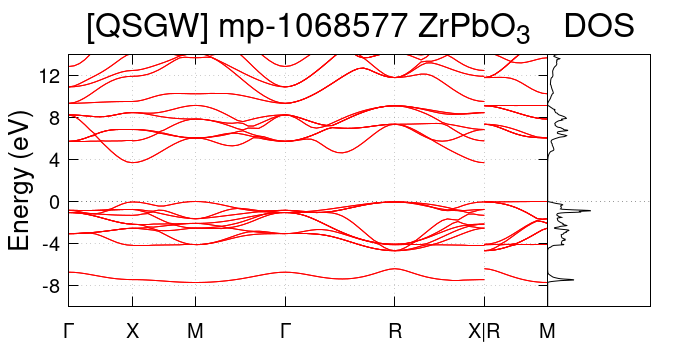 [QSGW] mp-1068577 ZrPbO3 DOS
Energy (eV)
12
8
4
0
-4
-8
Γ X M Γ R X|R M